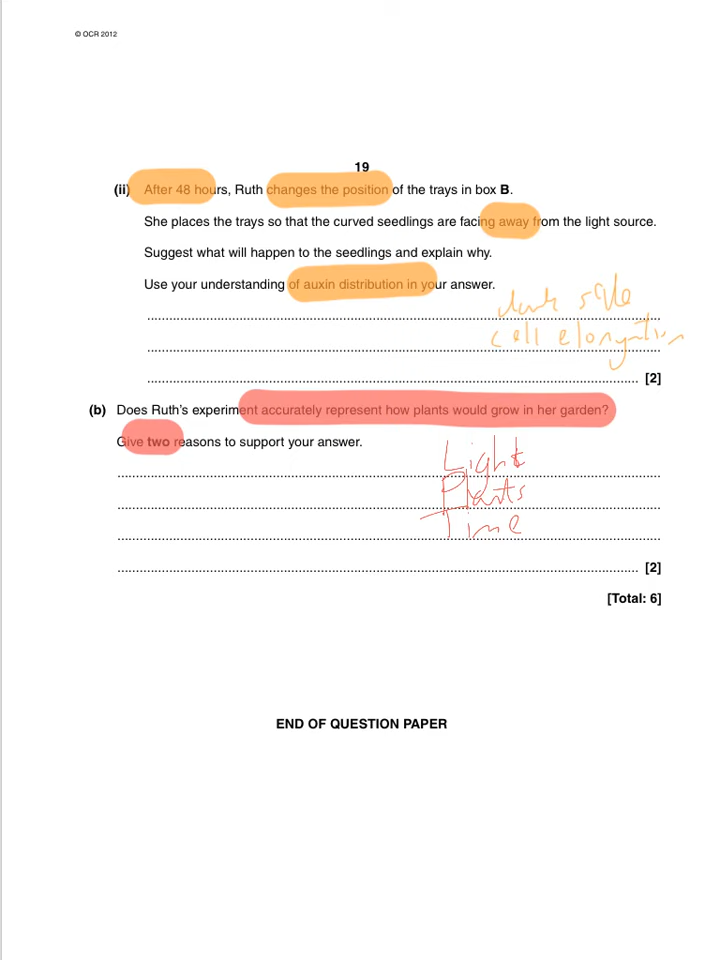 © OCR 2012
19
(ii) After 48 hours, Ruth changes the position of the trays in box B.
She places the trays so that the curved seedlings are facing away from the light source.
Suggest what will happen to the seedlings and explain why.
Use your understanding of auxin distribution in your answer.
dark side
cell elongation
[2]
(b) Does Ruth's experiment accurately represent how plants would grow in her garden?
Give two reasons to support your answer.
Light
Plants
Time
[2]
[Total: 6]
END OF QUESTION PAPER